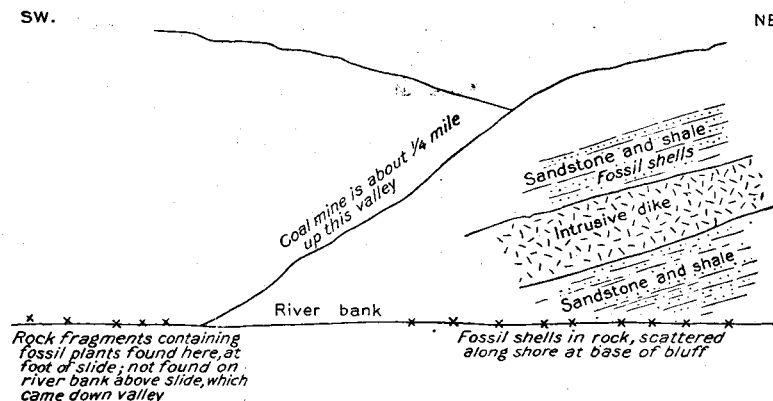 SW.
NE
Coal mine is about 1/4 mile
up this valley
Sandstone and shale
Fossil shells
Intrusive dike
Sandstone and shale
River bank
Rock fragments containing
fossil plants found here, at
foot of slide; not found on
river bank above slide, which
came down valley
Fossil shells in rock, scattered
along shore at base of bluff